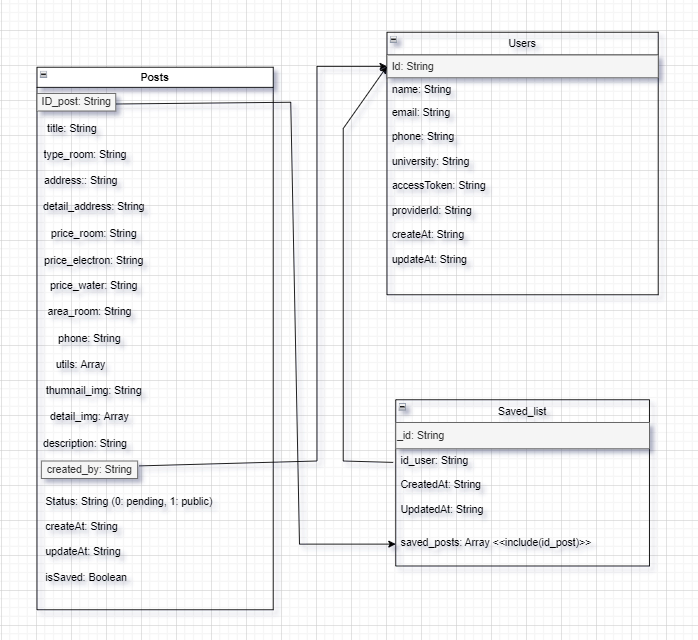 Posts
ID_post: String
title: String
type_room: String
address:: String
detail_address: String
price_room: String
price_electron: String
price_water: String
area_room: String
phone: String
utils: Array
thumnail_img: String
detail_img: Array
description: String
created_by: String
Status: String (0: pending, 1: public)
createAt: String
updateAt: String
isSaved: Boolean
Users
Id: String
name: String
email: String
phone: String
university: String
accessToken: String
providerId: String
createAt: String
updateAt: String
Saved_list
_id: String
id_user: String
CreatedAt: String
UpdatedAt: String
saved_posts: Array <<include(id_post)>>